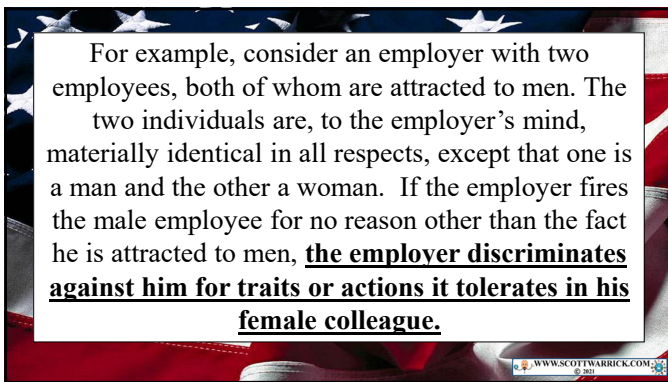 For example, consider an employer with two
employees, both of whom are attracted to men. The
two individuals are, to the employer’s mind,
materially identical in all respects, except that one is
a man and the other a woman.  If the employer fires
the male employee for no reason other than the fact
he is attracted to men, the employer discriminates
against him for traits or actions it tolerates in his
female colleague.
WWW.SCOTTWARRICK.COM
© 2021